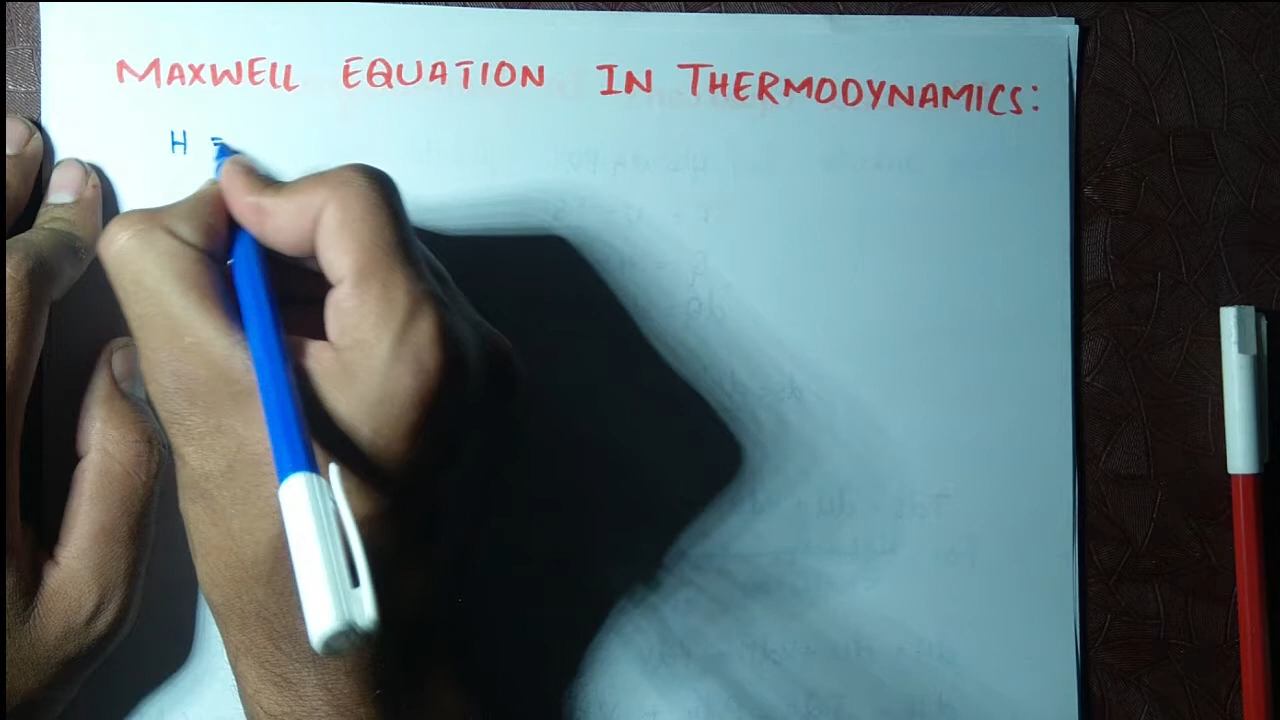 MAXWELL EQUATION IN THERMODYNAMICS:
H =